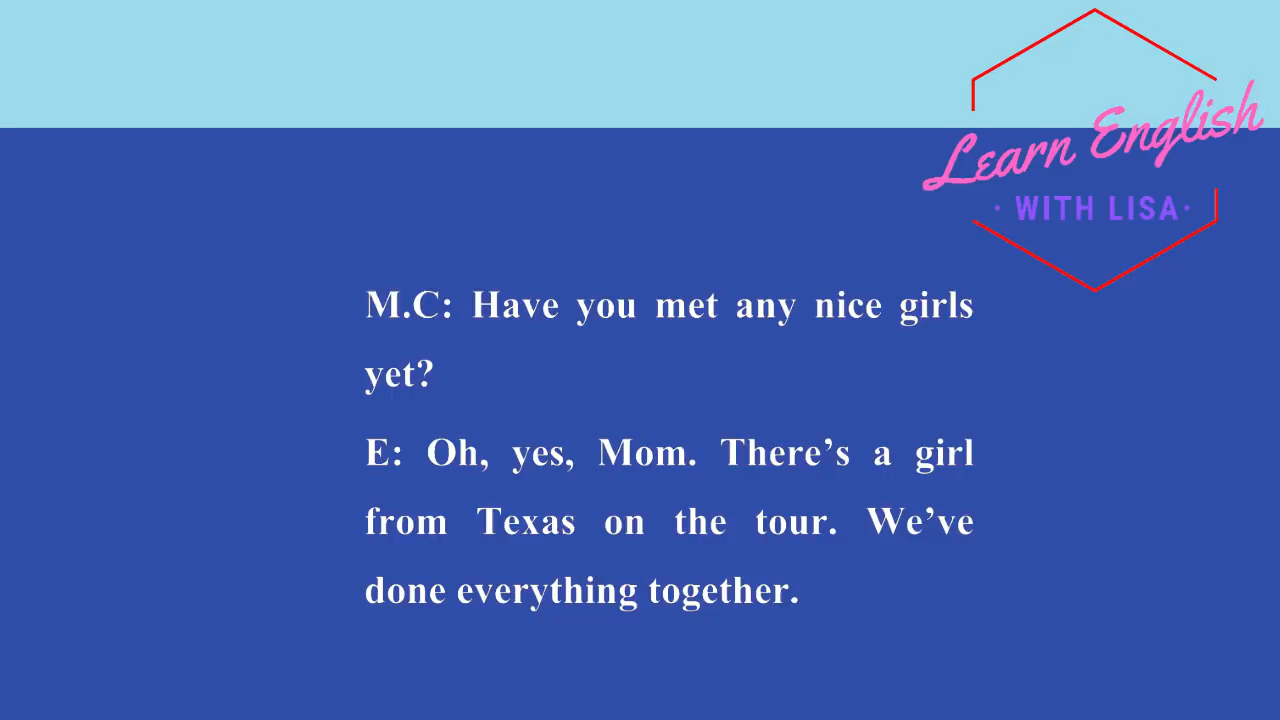 Learn English
· WITH LISA·
M.C: Have you met any nice girls
yet?
E: Oh, yes, Mom. There’s a girl
from Texas on the tour. We’ve
done everything together.